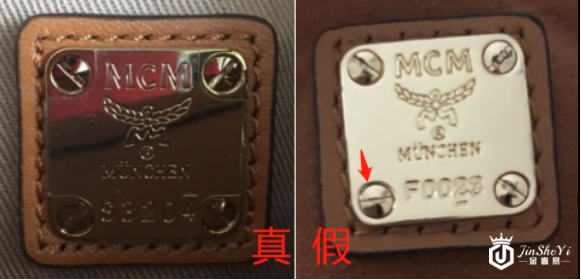 MCM
®
MÜNCHEN
S3204
真
MCM
®
MÜNCHEN
F0028
假
JinSheYi
金奢易